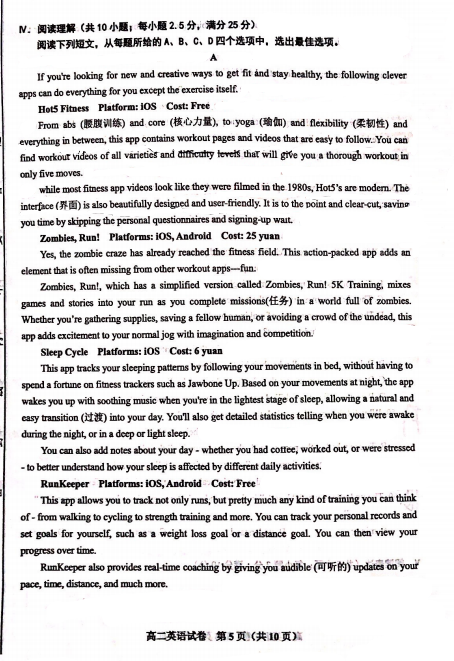 Ⅳ. 阅读理解（共 10 小题；每小题 2.5 分，满分 25 分）
阅读下列短文，从每题所给的 A、B、C、D 四个选项中，选出最佳选项。
A
If you're looking for new and creative ways to get fit and stay healthy, the following clever
apps can do everything for you except the exercise itself.
Hot5 Fitness Platform: iOS Cost: Free
From abs (腰腹训练) and core (核心力量), to yoga (瑜伽) and flexibility (柔韧性) and
everything in between, this app contains workout pages and videos that are easy to follow. You can
find workout videos of all varieties and difficulty levels that will give you a thorough workout in
only five moves.
while most fitness app videos look like they were filmed in the 1980s, Hot5's are modern. The
interface (界面) is also beautifully designed and user-friendly. It is to the point and clear-cut, saving
you time by skipping the personal questionnaires and signing-up wait.
Zombies, Run! Platforms: iOS, Android Cost: 25 yuan
Yes, the zombie craze has already reached the fitness field. This action-packed app adds an
element that is often missing from other workout apps---fun.
Zombies, Run!, which has a simplified version called Zombies, Run! 5K Training, mixes
games and stories into your run as you complete missions(任务) in a world full of zombies.
Whether you're gathering supplies, saving a fellow human, or avoiding a crowd of the undead, this
app adds excitement to your normal jog with imagination and competition.
Sleep Cycle Platforms: iOS Cost: 6 yuan
This app tracks your sleeping patterns by following your movements in bed, without having to
spend a fortune on fitness trackers such as Jawbone Up. Based on your movements at night, the app
wakes you up with soothing music when you're in the lightest stage of sleep, allowing a natural and
easy transition (过渡) into your day. You'll also get detailed statistics telling when you were awake
during the night, or in a deep or light sleep.
You can also add notes about your day - whether you had coffee, worked out, or were stressed
- to better understand how your sleep is affected by different daily activities.
RunKeeper Platforms: iOS, Android Cost: Free
This app allows you to track not only runs, but pretty much any kind of training you can think
of - from walking to cycling to strength training and more. You can track your personal records and
set goals for yourself, such as a weight loss goal or a distance goal. You can then view your
progress over time.
RunKeeper also provides real-time coaching by giving you audible (可听的) updates on your
pace, time, distance, and much more.
高二英语试卷 第 5 页（共 10 页）